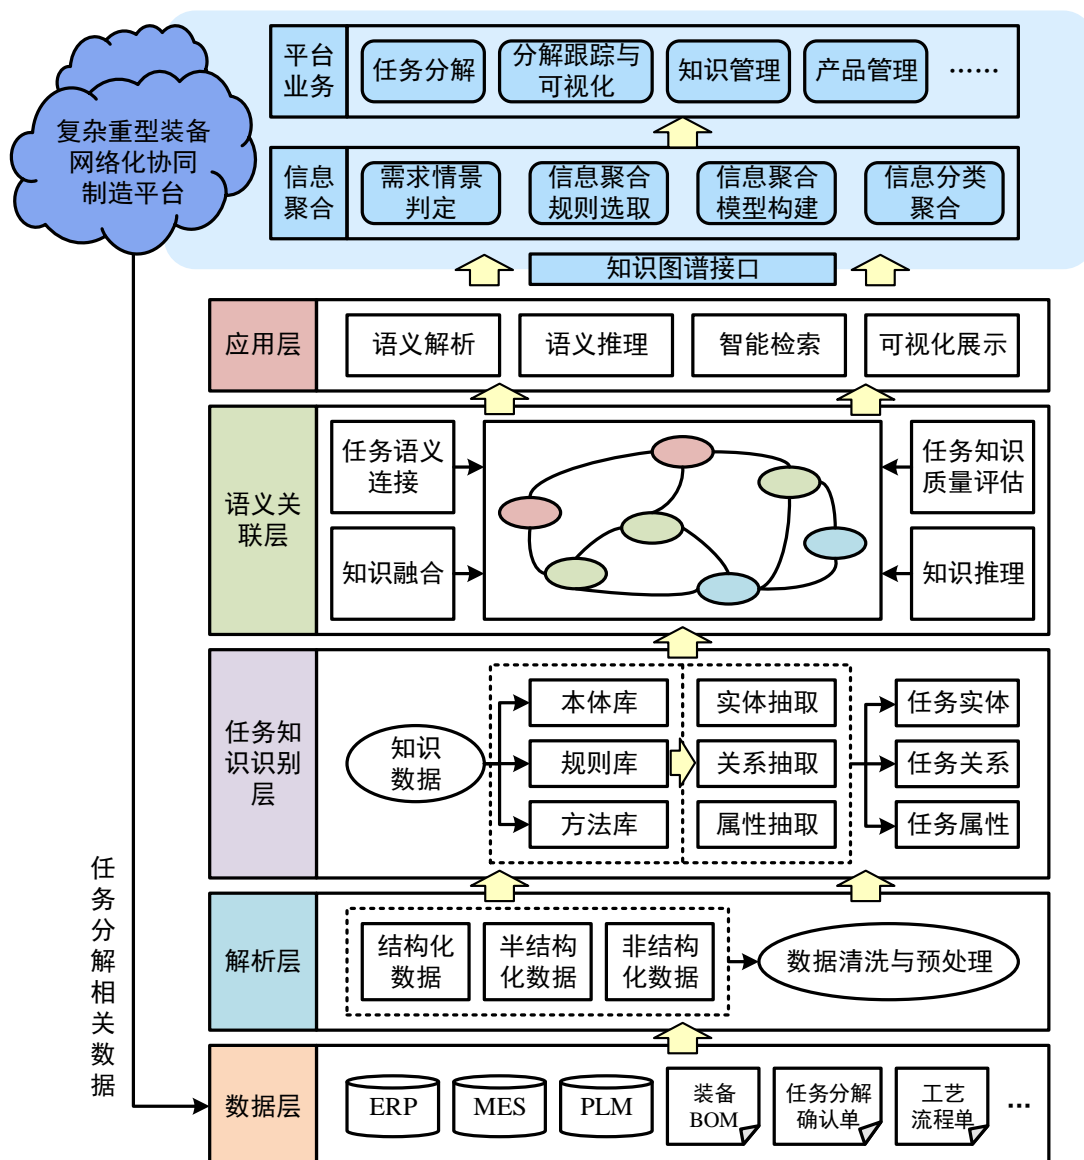 复杂重型装备
网络化协同
制造平台
平台
业务
任务分解
分解跟踪与
可视化
知识管理
产品管理
……
信息
聚合
需求情景
判定
信息聚合
规则选取
信息聚合
模型构建
信息分类
聚合
知识图谱接口
应用层
语义解析
语义推理
智能检索
可视化展示
语义关
联层
任务语义
连接
知识融合
任务知识
质量评估
知识推理
任务知
识识别
层
知识
数据
本体库
规则库
方法库
实体抽取
关系抽取
属性抽取
任务实体
任务关系
任务属性
解析层
结构化
数据
半结构
化数据
非结构
化数据
数据清洗与预处理
任务分解相关数据
数据层
ERP
MES
PLM
装备
BOM
任务分解
确认单
工艺
流程单
…